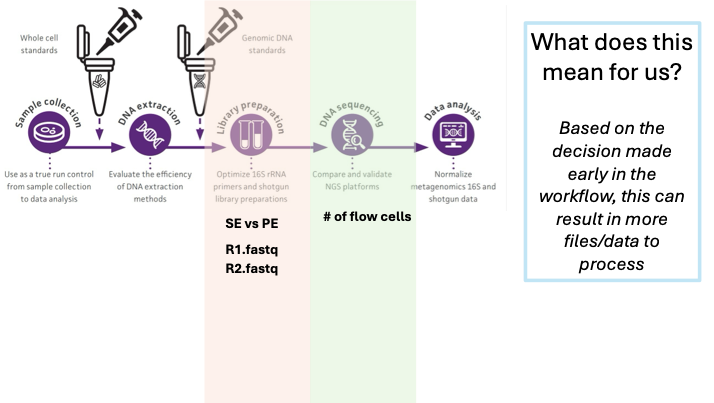 Whole cell
standards
Genomic DNA
standards
Sample collection
DNA extraction
Library preparation
DNA sequencing
Data analysis
Use as a true run control
from sample collection
to data analysis
Evaluate the efficiency
of DNA extraction
methods
Optimize 16S rRNA
primers and shotgun
library preparations
Compare and validate
NGS platforms
Normalize
metagenomics 16S and
shotgun data
SE vs PE
R1.fastq
R2.fastq
# of flow cells
What does this
mean for us?
Based on the
decision made
early in the
workflow, this can
result in more
files/data to
process